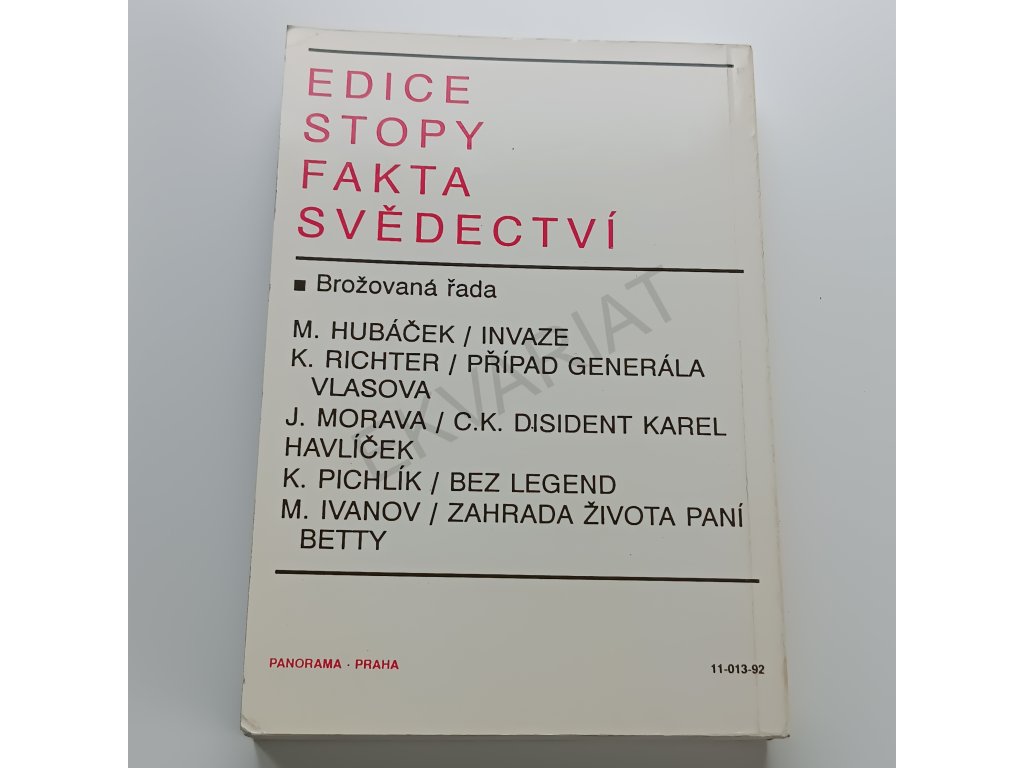 EDICE
STOPY
FAKTA
SVĚDECTVÍ
■ Brožovaná řada
M. HUBÁČEK / INVAZE
K. RICHTER / PŘÍPAD GENERÁLA
VLASOVA
J. MORAVA / C.K. DISIDENT KAREL
HAVLÍČEK
K. PICHLÍK / BEZ LEGEND
M. IVANOV / ZAHRADA ŽIVOTA PANÍ
BETTY
PANORAMA · PRAHA
11-013-92
EKVARIAT